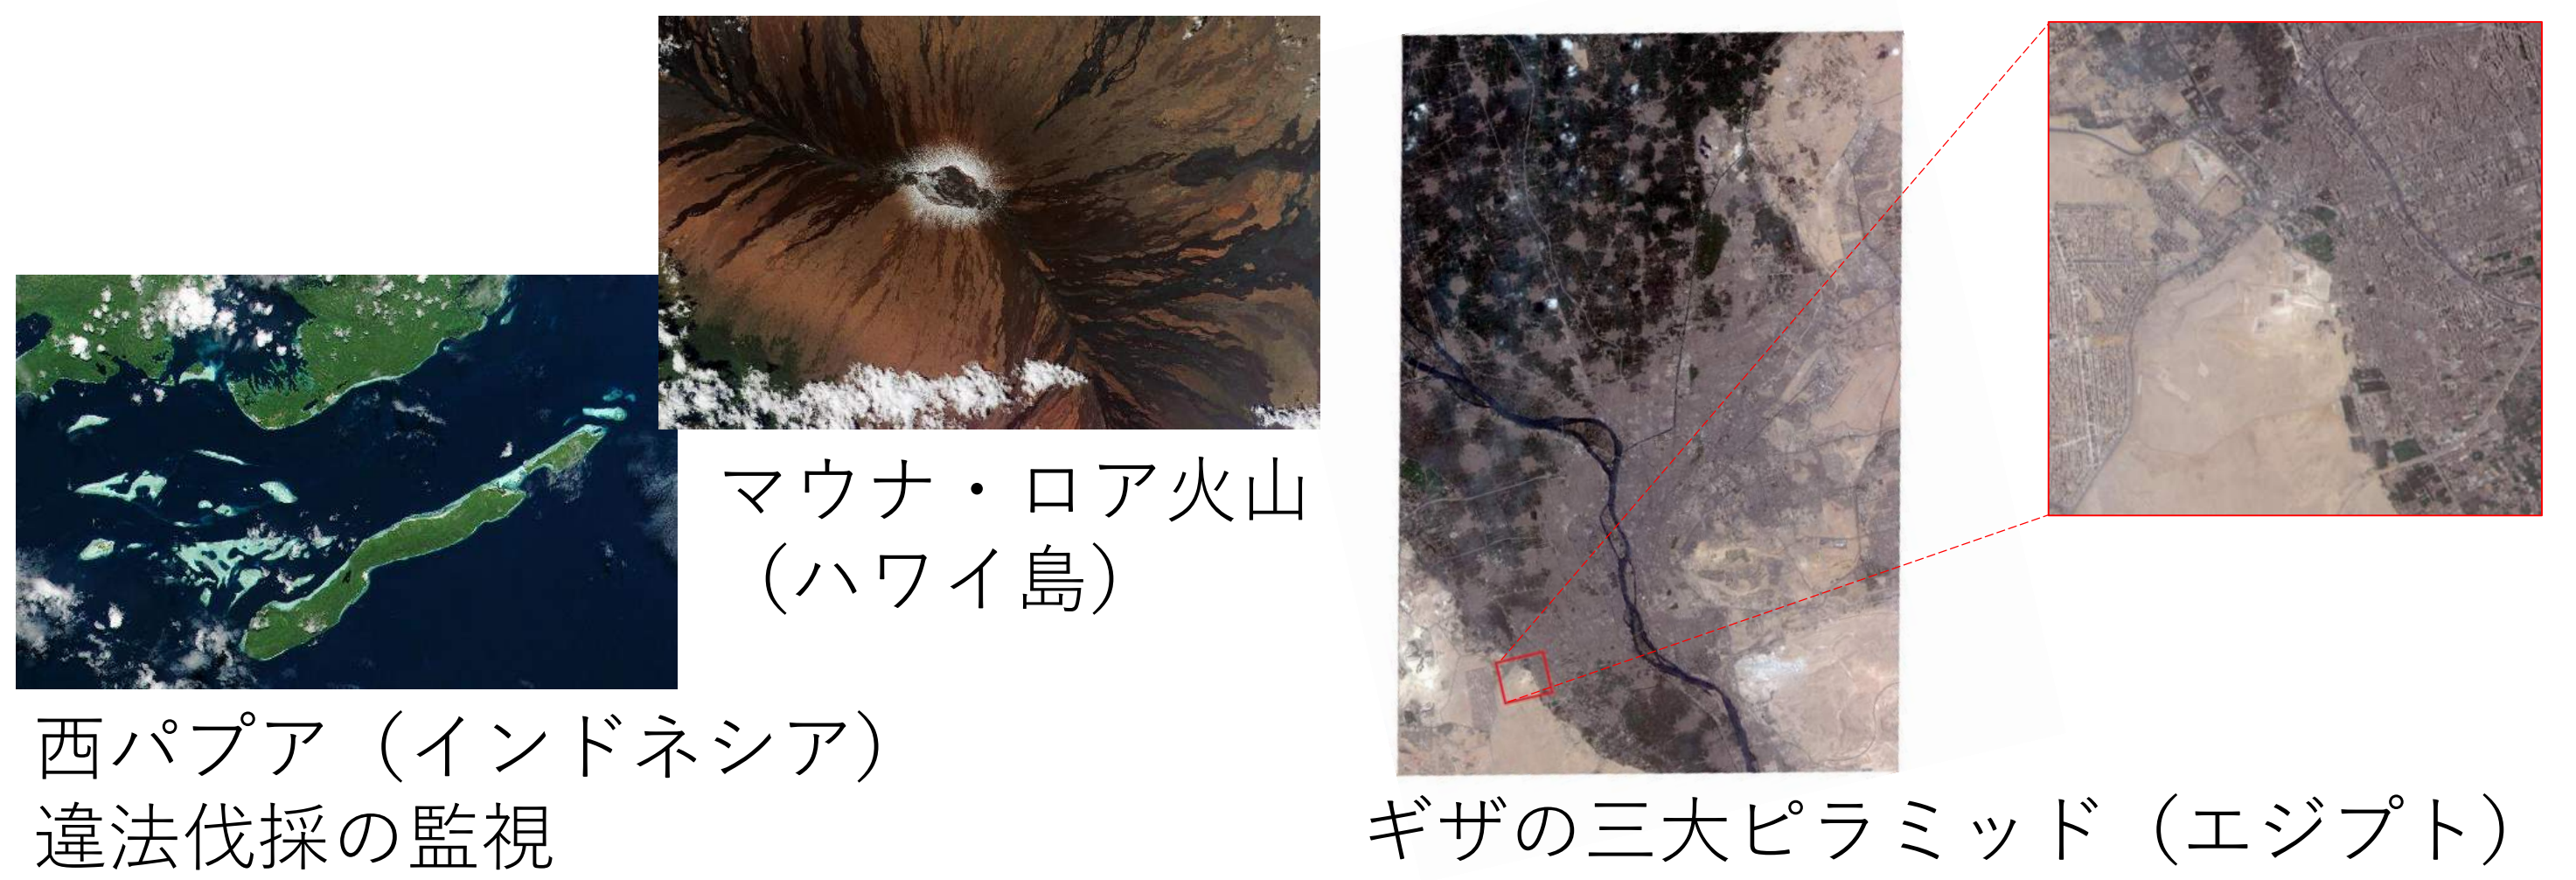 マウナ・ロア火山
（ハワイ島）
西パプア（インドネシア）
違法伐採の監視
ギザの三大ピラミッド（エジプト）